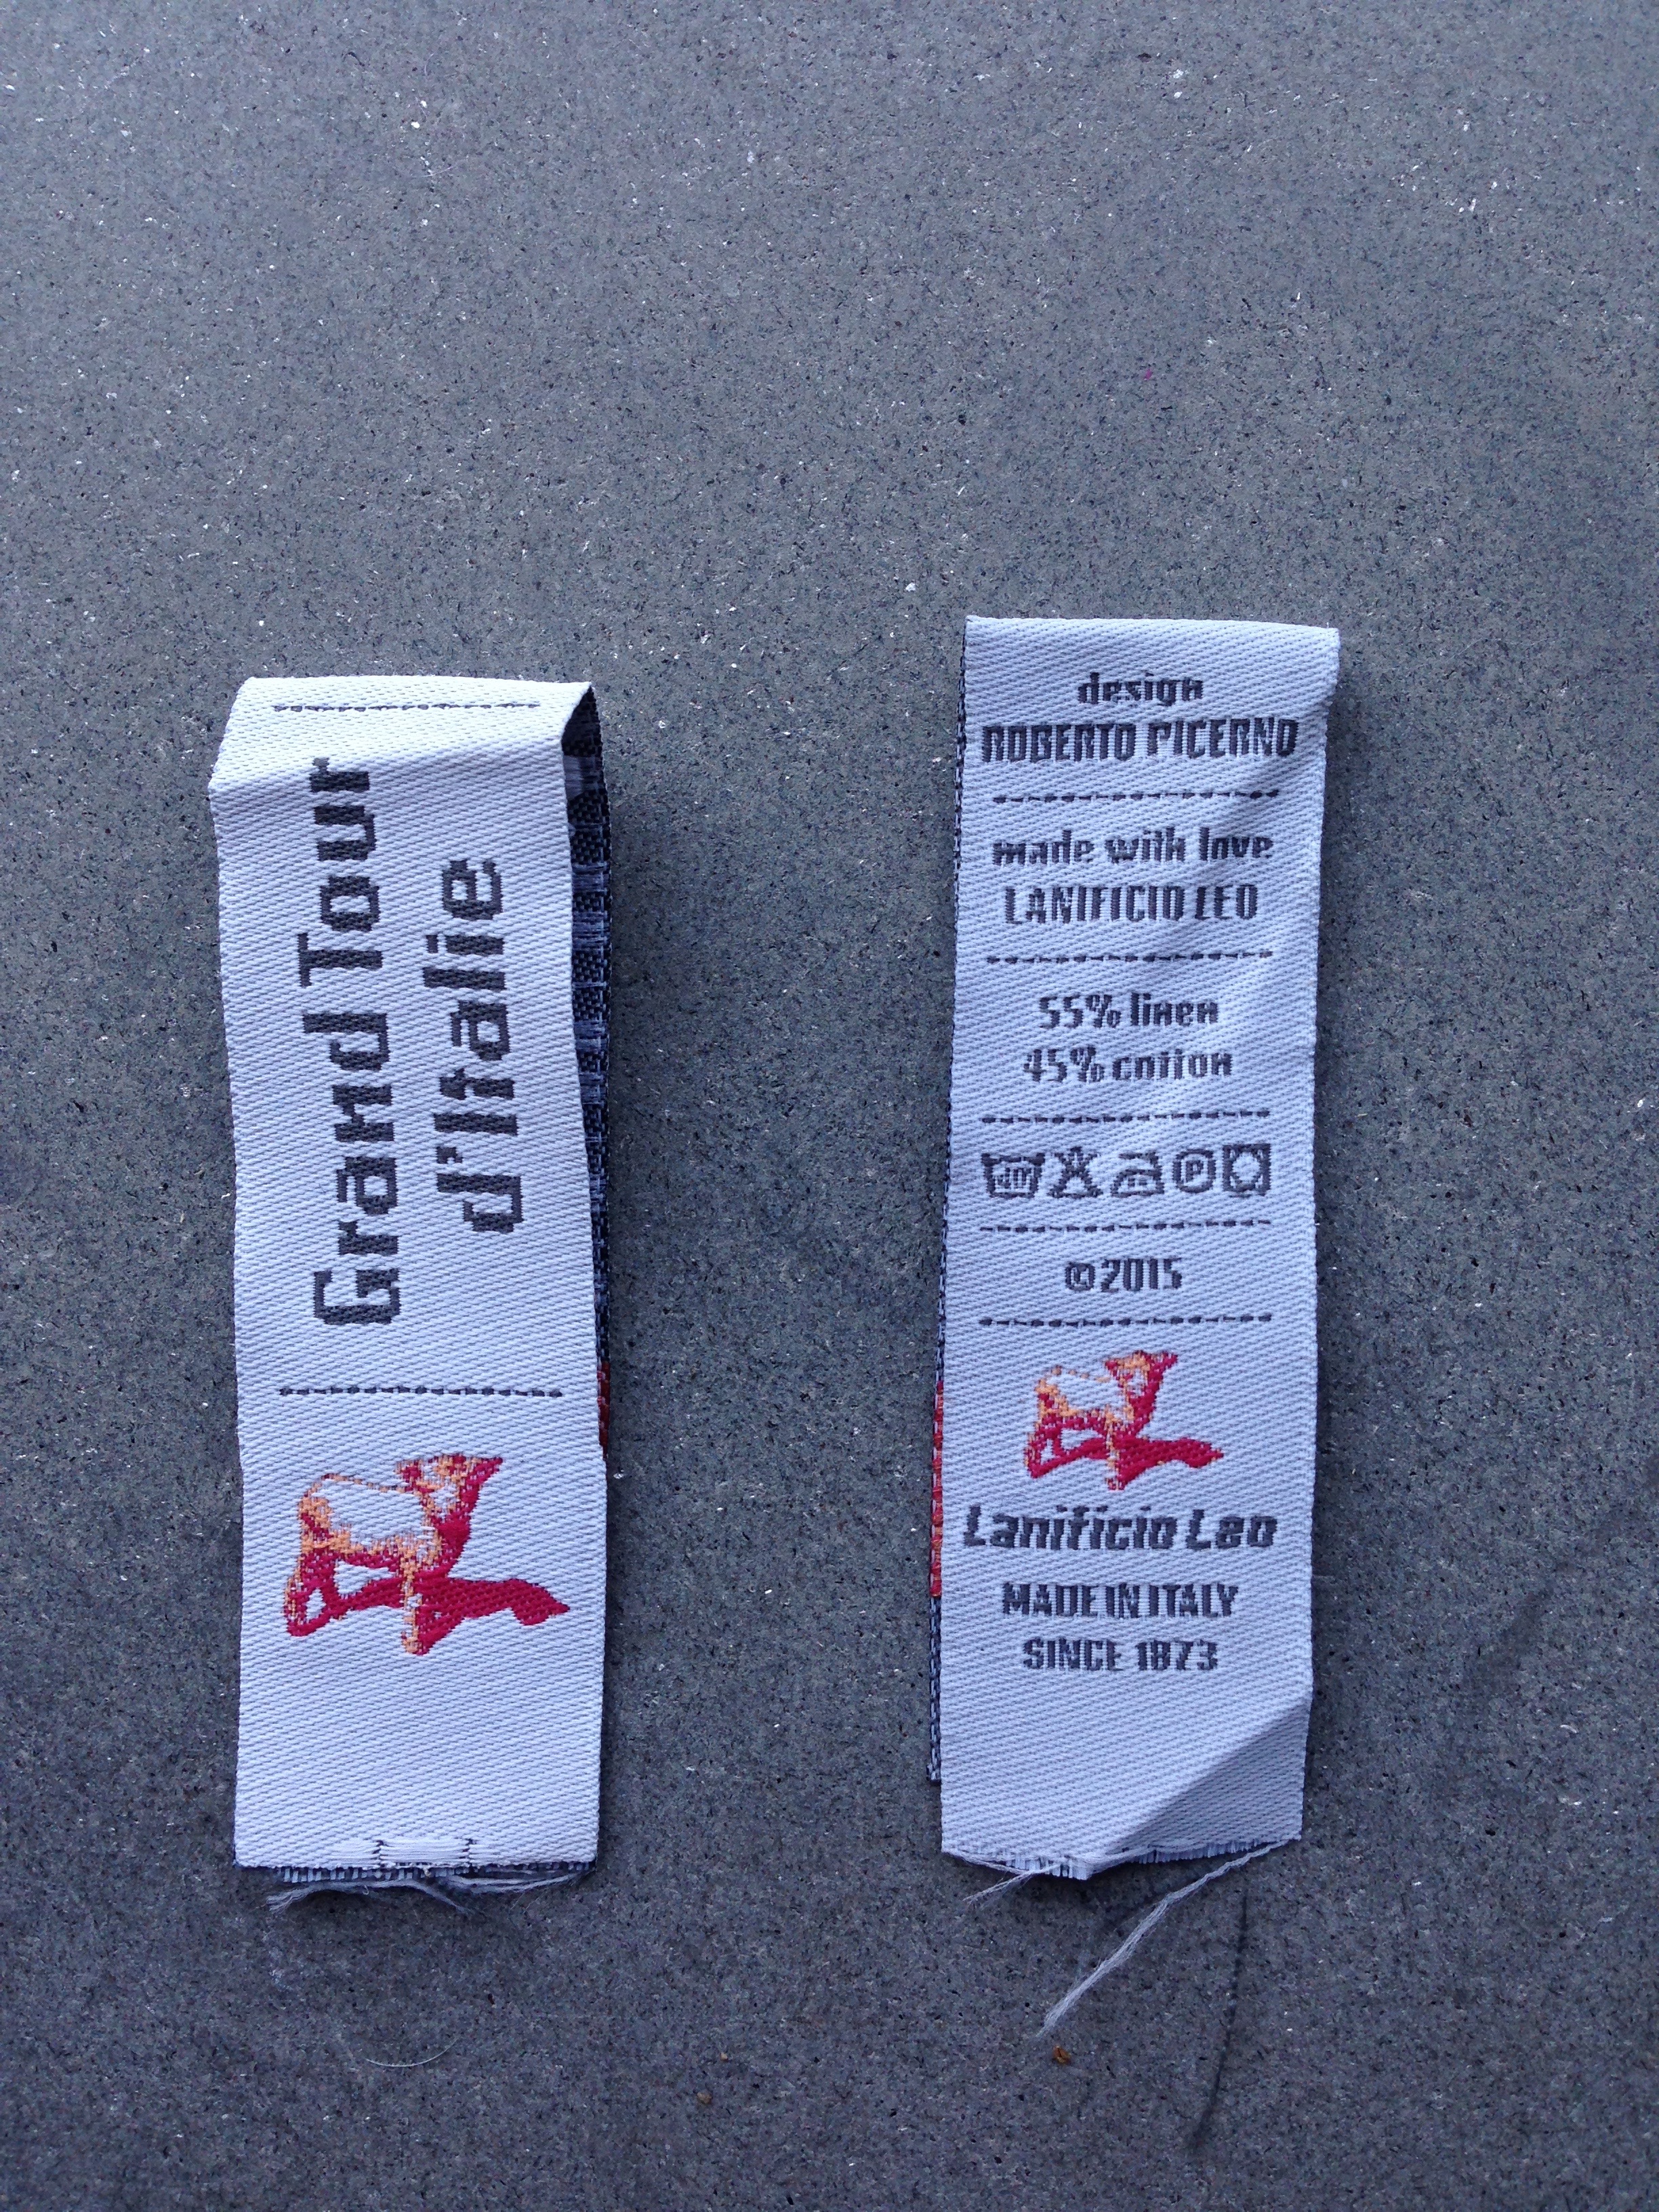 Grand Tour
d'Italie
design
ROBERTO PICERNO
made with love
LANIFICIO LEO
55% linen
45% cotton
40° P
©2015
Lanificio Leo
MADE IN ITALY
SINCE 1873